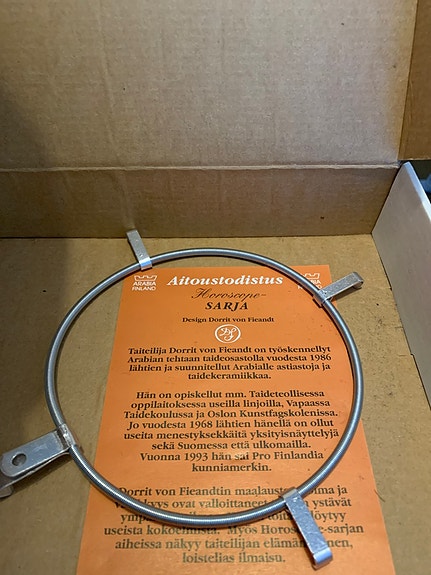 ARABIA
FINLAND
Aitoustodistus
ARABIA
FINLAND
Horoscope-
SARJA
Design Dorrit von Fieandt
Taiteilija Dorrit von Fieandt on työskennellyt
Arabian tehtaan taideosastolla vuodesta 1986
lähtien ja suunnitellut Arabialle astiastoja ja
taidekeramiikkaa.
Hän on opiskellut mm. Taideteollisessa
oppilaitoksessa useilla linjoilla, Vapaassa
Taidekoulussa ja Oslon Kunstfagskolenissa.
Jo vuodesta 1968 lähtien hänellä on ollut
useita menestyksekkäitä yksityisnäyttelyjä
sekä Suomessa että ulkomailla.
Vuonna 1993 hän sai Pro Finlandia
kunniamerkin.
Dorrit von Fieandtin ja
ovat valloittaneet ystävät
löytyy
useista kokoelmista. Myös -sarjan
aiheissa näkyy taiteilijan
loistelias ilmaisu.